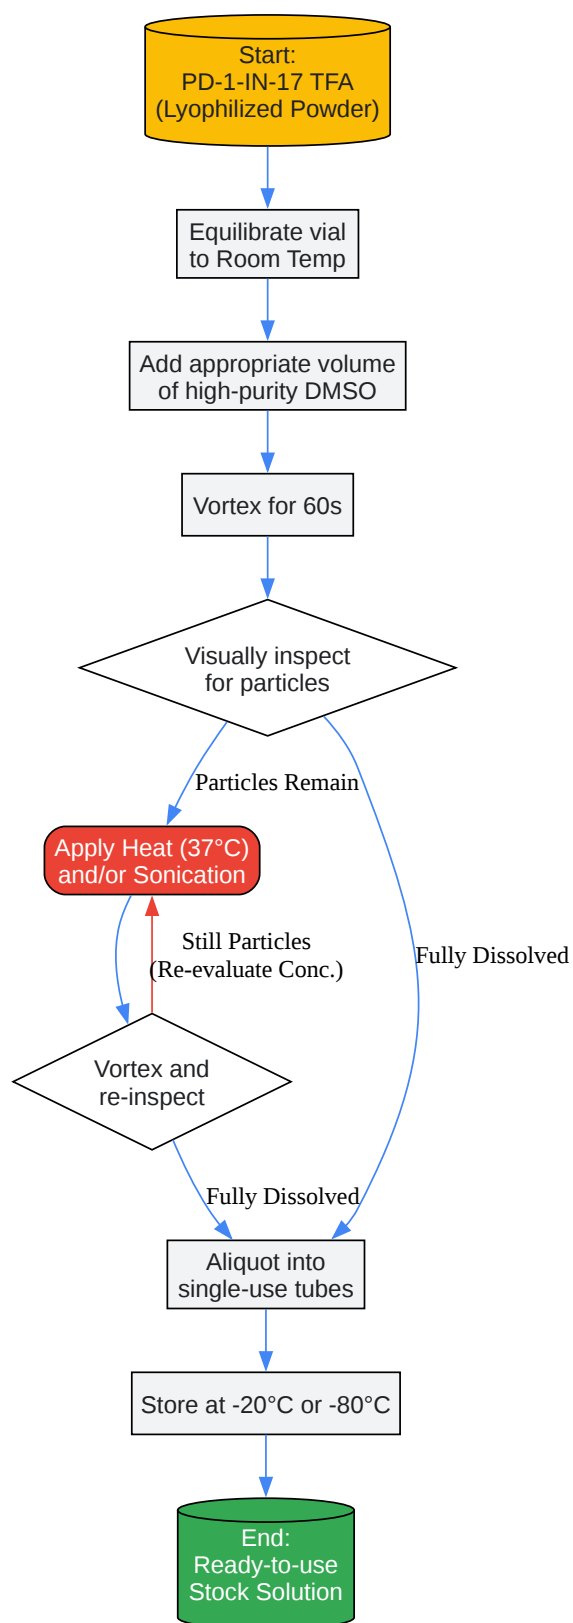 Start:
PD-1-IN-17 TFA
(Lyophilized Powder)
Equilibrate vial
to Room Temp
Add appropriate volume
of high-purity DMSO
Vortex for 60s
Visually inspect
for particles
Particles Remain
Apply Heat (37°C)
and/or Sonication
Still Particles
(Re-evaluate Conc.)
Fully Dissolved
Vortex and
re-inspect
Fully Dissolved
Aliquot into
single-use tubes
Store at -20°C or -80°C
End:
Ready-to-use
Stock Solution